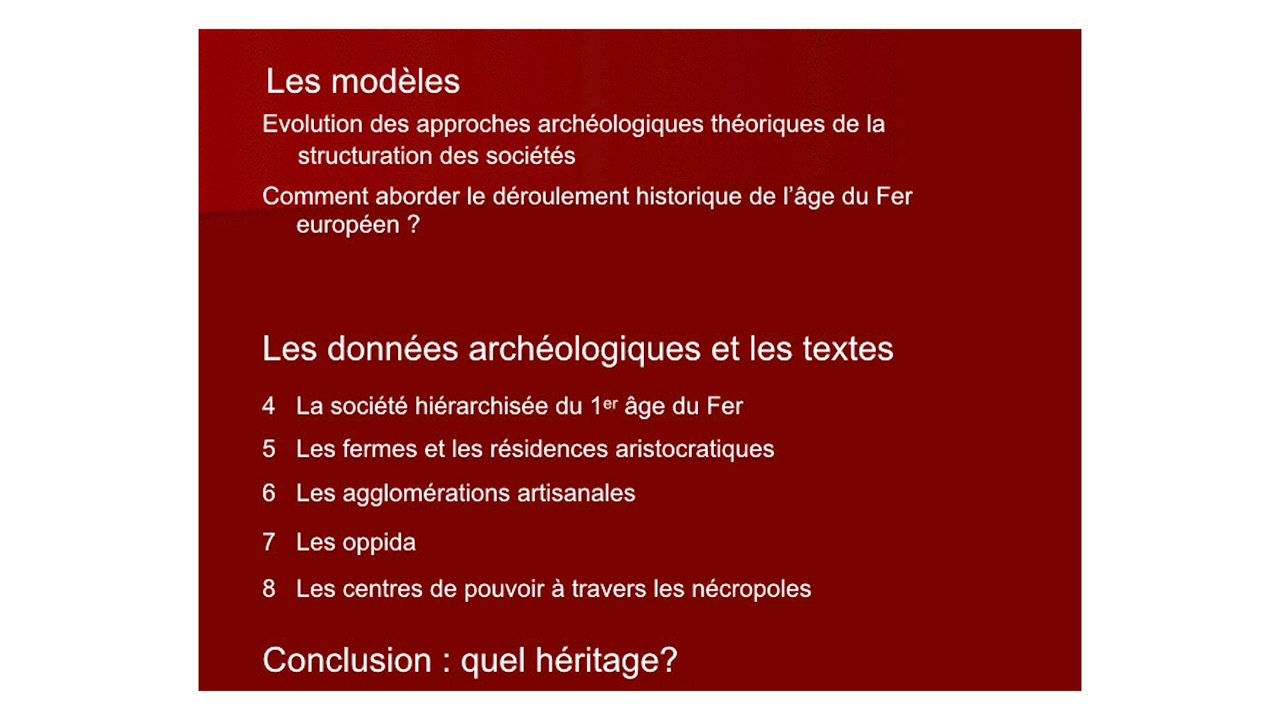 Les modèles
Evolution des approches archéologiques théoriques de la
structuration des sociétés
Comment aborder le déroulement historique de l’âge du Fer
européen ?
Les données archéologiques et les textes
4 La société hiérarchisée du 1er âge du Fer
5 Les fermes et les résidences aristocratiques
6 Les agglomérations artisanales
7 Les oppida
8 Les centres de pouvoir à travers les nécropoles
Conclusion : quel héritage?